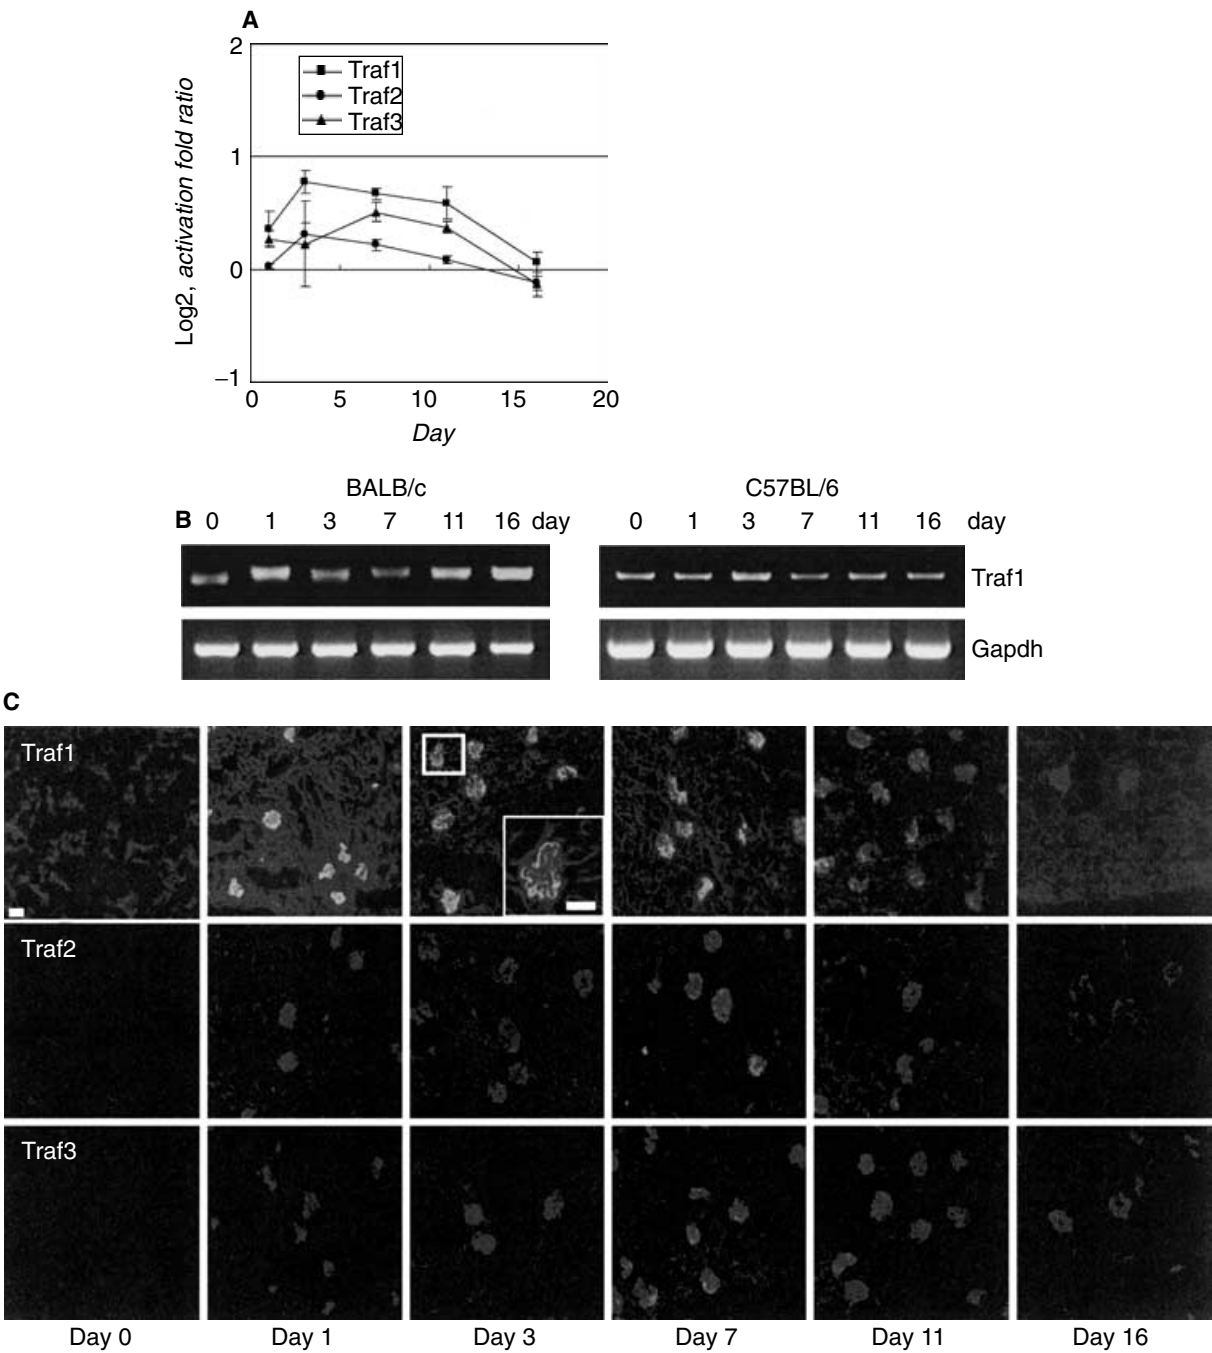 A
2
Traf1
Traf2
Traf3
1
0
−1
Log2, activation fold ratio
0 5 10 15 20
Day
BALB/c C57BL/6
B 0 1 3 7 11 16 day 0 1 3 7 11 16 day
Traf1
Gapdh
C
Traf1
Traf2
Traf3
Day 0 Day 1 Day 3 Day 7 Day 11 Day 16